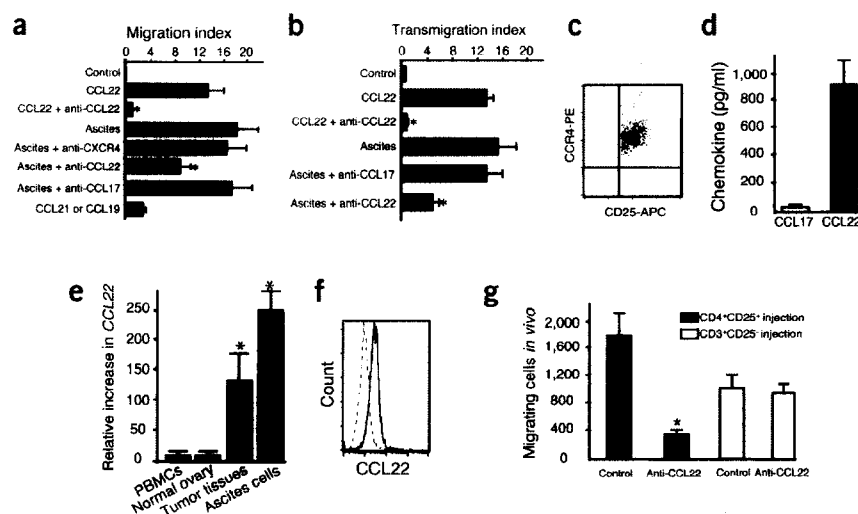 a
Migration index
0 4 8 12 16 20
Control
CCL22
CCL22 + anti-CCL22
*
Ascites
Ascites + anti-CXCR4
Ascites + anti-CCL22
*
Ascites + anti-CCL17
CCL21 or CCL19
b
Transmigration index
0 4 8 12 16
Control
CCL22
CCL22 + anti-CCL22
*
Ascites
Ascites + anti-CCL17
Ascites + anti-CCL22
*
c
CCR4-PE
CD25-APC
d
Chemokine (pg/ml)
1,000
800
600
400
200
0
CCL17 CCL22
e
Relative increase in CCL22
250
200
150
100
50
0
*
*
PBMCs
Normal ovary
Tumor tissues
Ascites cells
f
Count
CCL22
g
CD4⁺CD25⁺ injection
CD3⁺CD25⁻ injection
Migrating cells in vivo
2,000
1,600
1,200
800
400
0
*
Control Anti-CCL22 Control Anti-CCL22